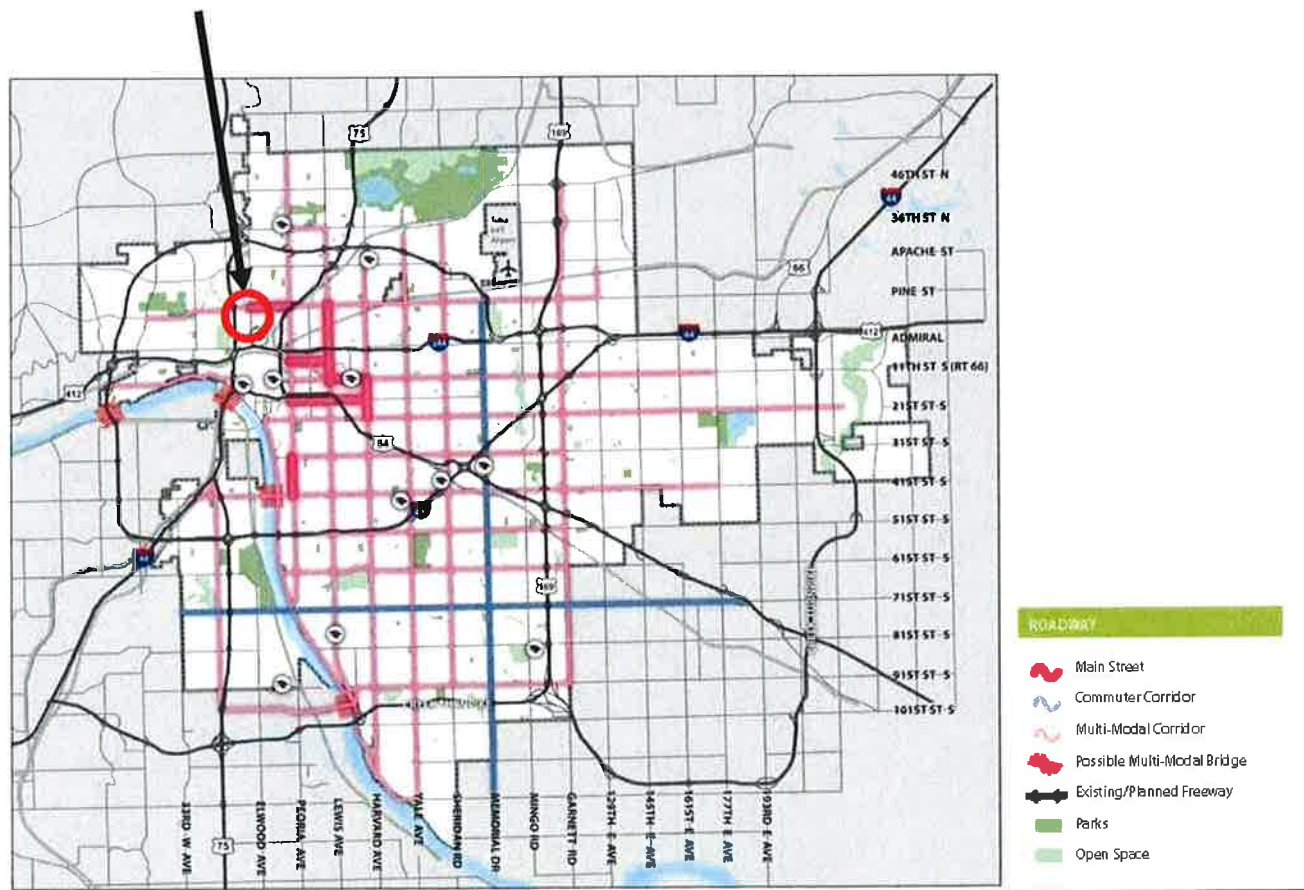 75
169
46TH ST N
44
36TH ST N
Airport
APACHE ST
66
PINE ST
412
ADMIRAL
44
11TH ST S (RT 66)
412
21ST ST S
31ST ST S
64
41ST ST S
51ST ST S
61ST ST S
169
71ST ST S
81ST ST S
91ST ST S
101ST ST S
33RD W AVE
75
ELWOOD AVE
PEORIA AVE
LEWIS AVE
HARVARD AVE
YALE AVE
SHERIDAN RD
MEMORIAL DR
MINGO RD
GARNETT RD
129TH E AVE
145TH E AVE
161ST E AVE
177TH E AVE
193RD E AVE
ROADWAY
Main Street
Commuter Corridor
Multi-Modal Corridor
Possible Multi-Modal Bridge
Existing/Planned Freeway
Parks
Open Space